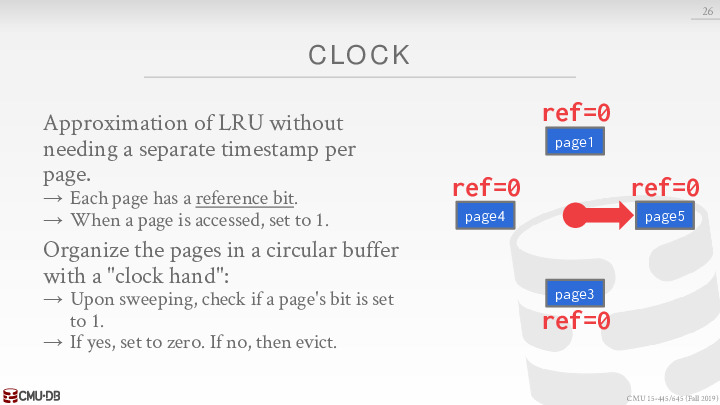 26
CLOCK
Approximation of LRU without
needing a separate timestamp per
page.
→ Each page has a reference bit.
→ When a page is accessed, set to 1.
Organize the pages in a circular buffer
with a "clock hand":
→ Upon sweeping, check if a page's bit is set
to 1.
→ If yes, set to zero. If no, then evict.
ref=0
page1
ref=0
page4
ref=0
page5
page3
ref=0
CMU·DB
CMU 15-445/645 (Fall 2019)